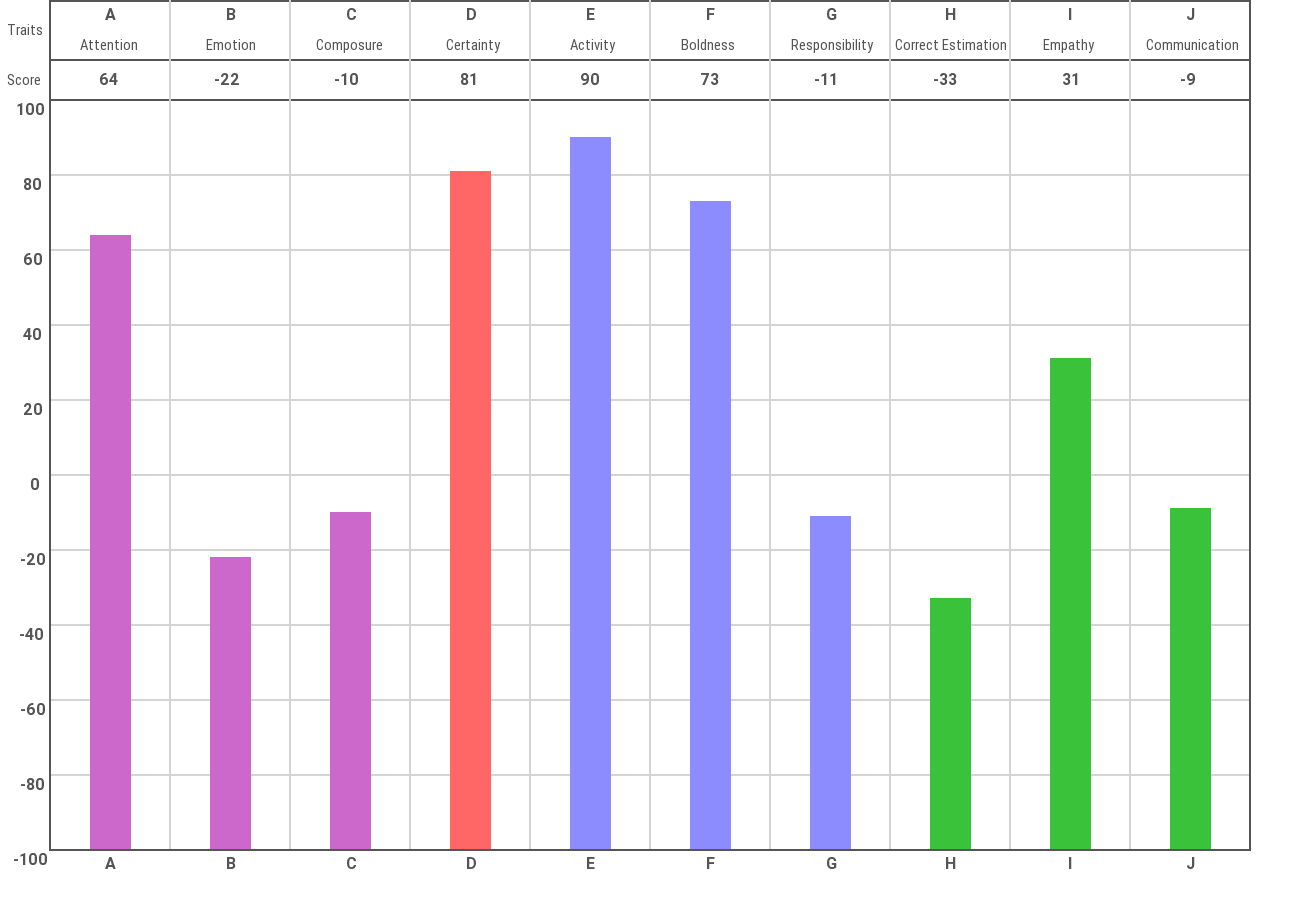 A B C D E F G H I J
Traits
Attention Emotion Composure Certainty Activity Boldness Responsibility Correct Estimation Empathy Communication
Score 64 -22 -10 81 90 73 -11 -33 31 -9
100
80
60
40
20
0
-20
-40
-60
-80
-100
A B C D E F G H I J